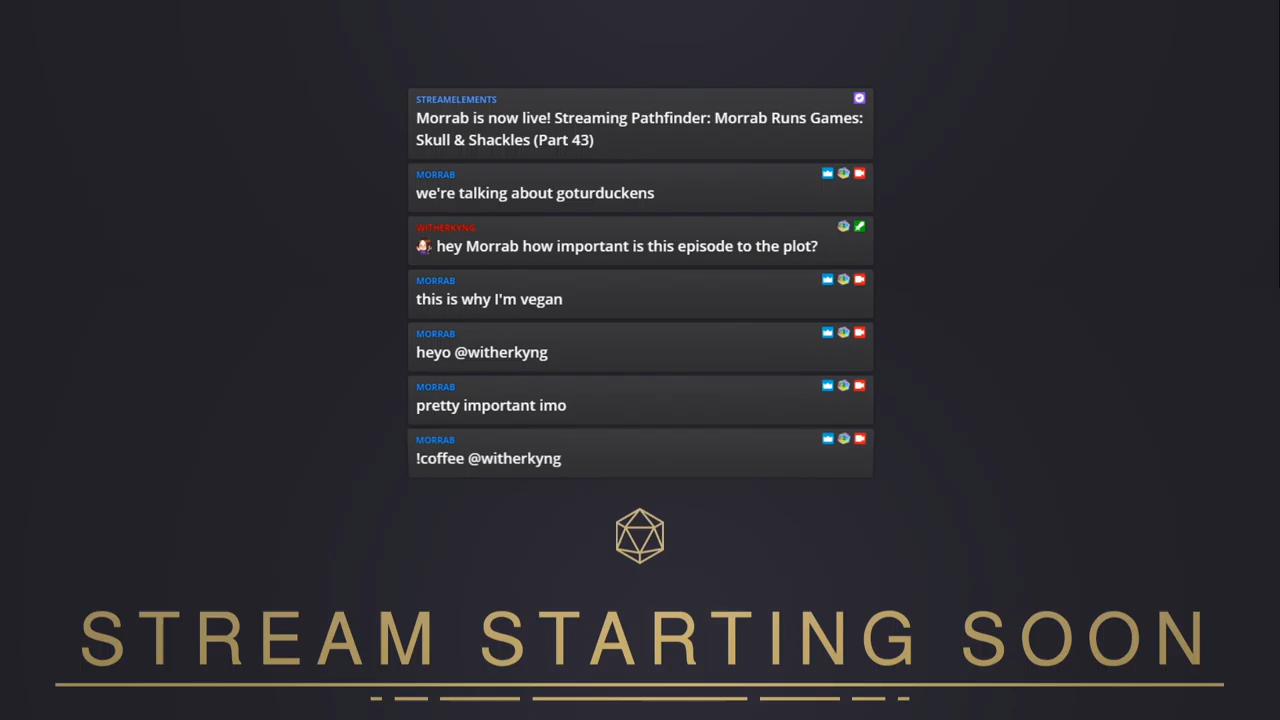 STREAMELEMENTS
Morrab is now live! Streaming Pathfinder: Morrab Runs Games:
Skull & Shackles (Part 43)
MORRAB
we're talking about goturduckens
WITHERKYNG
hey Morrab how important is this episode to the plot?
MORRAB
this is why I'm vegan
MORRAB
heyo @witherkyng
MORRAB
pretty important imo
MORRAB
!coffee @witherkyng
STREAM STARTING SOON